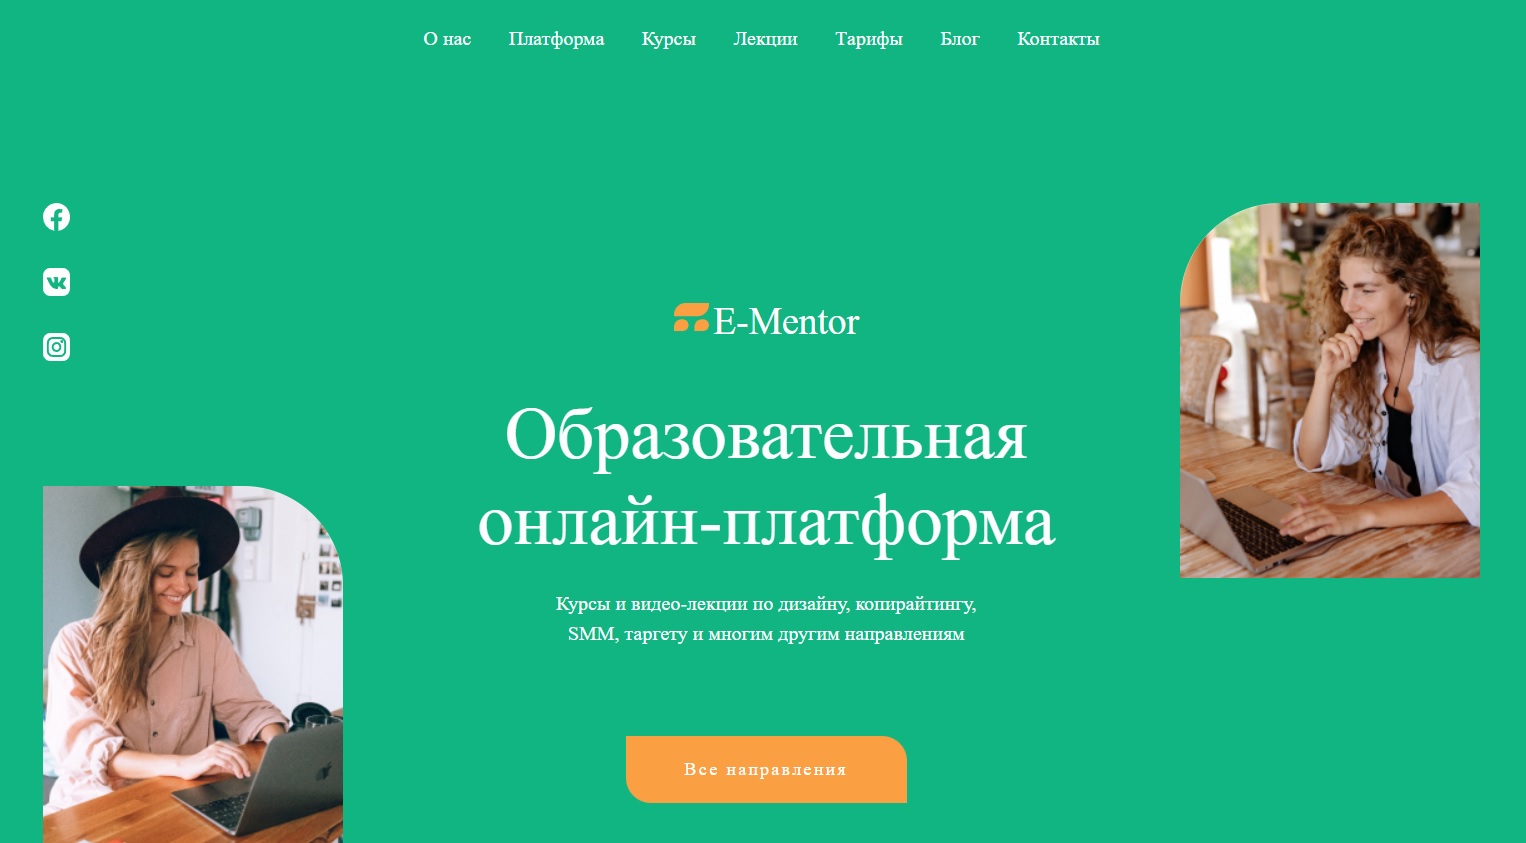 О нас Платформа Курсы Лекции Тарифы Блог Контакты
E-Mentor
Образовательная
онлайн-платформа
Курсы и видео-лекции по дизайну, копирайтингу,
SMM, таргету и многим другим направлениям
Все направления